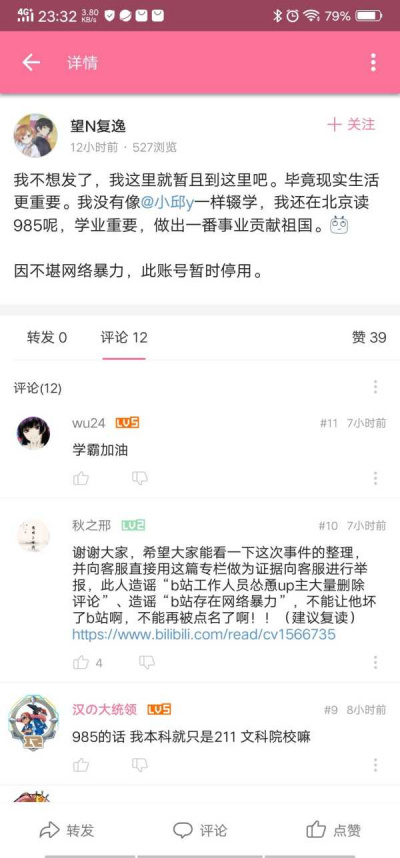 4G 23:32 3.80 KB/s 79%
详情
望N复逸
12小时前 · 527浏览
关注
我不想发了，我这里就暂且到这里吧。毕竟现实生活
更重要。我没有像@小邱y一样辍学，我还在北京读
985呢，学业重要，做出一番事业贡献祖国。
因不堪网络暴力，此账号暂时停用。
转发 0 评论 12 赞 39
评论(12)
wu24 LV5 #11 7小时前
学霸加油
秋之邢 LV2 #10 7小时前
谢谢大家，希望大家能看一下这次事件的整理，
并向客服直接用这篇专栏做为证据向客服进行举
报，此人造谣“b站工作人员怂恿up主大量删除
评论”、造谣“b站存在网络暴力”，不能让他坏
了b站啊，不能再被点名了啊！！（建议复读）
https://www.bilibili.com/read/cv1566735
4
汉の大统领 LV5 #9 8小时前
985的话 我本科就只是211 文科院校嘛
转发 评论 点赞